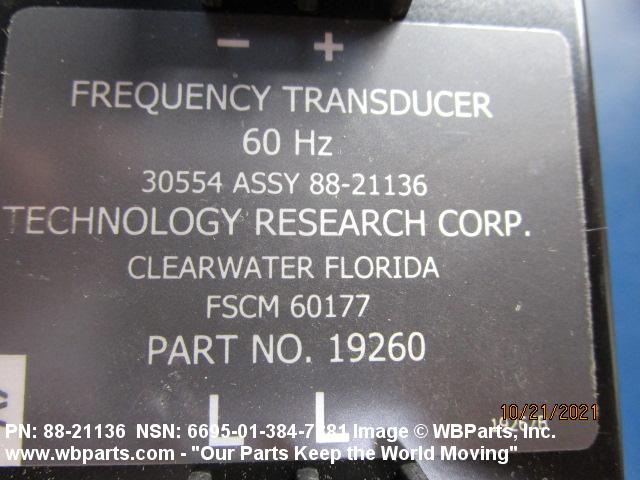 − +
FREQUENCY TRANSDUCER
60 Hz
30554 ASSY 88-21136
TECHNOLOGY RESEARCH CORP.
CLEARWATER FLORIDA
FSCM 60177
PART NO. 19260
L L
10/21/2021
PN: 88-21136 NSN: 6695-01-384-7381 Image © WBParts, Inc.
www.wbparts.com - "Our Parts Keep the World Moving"